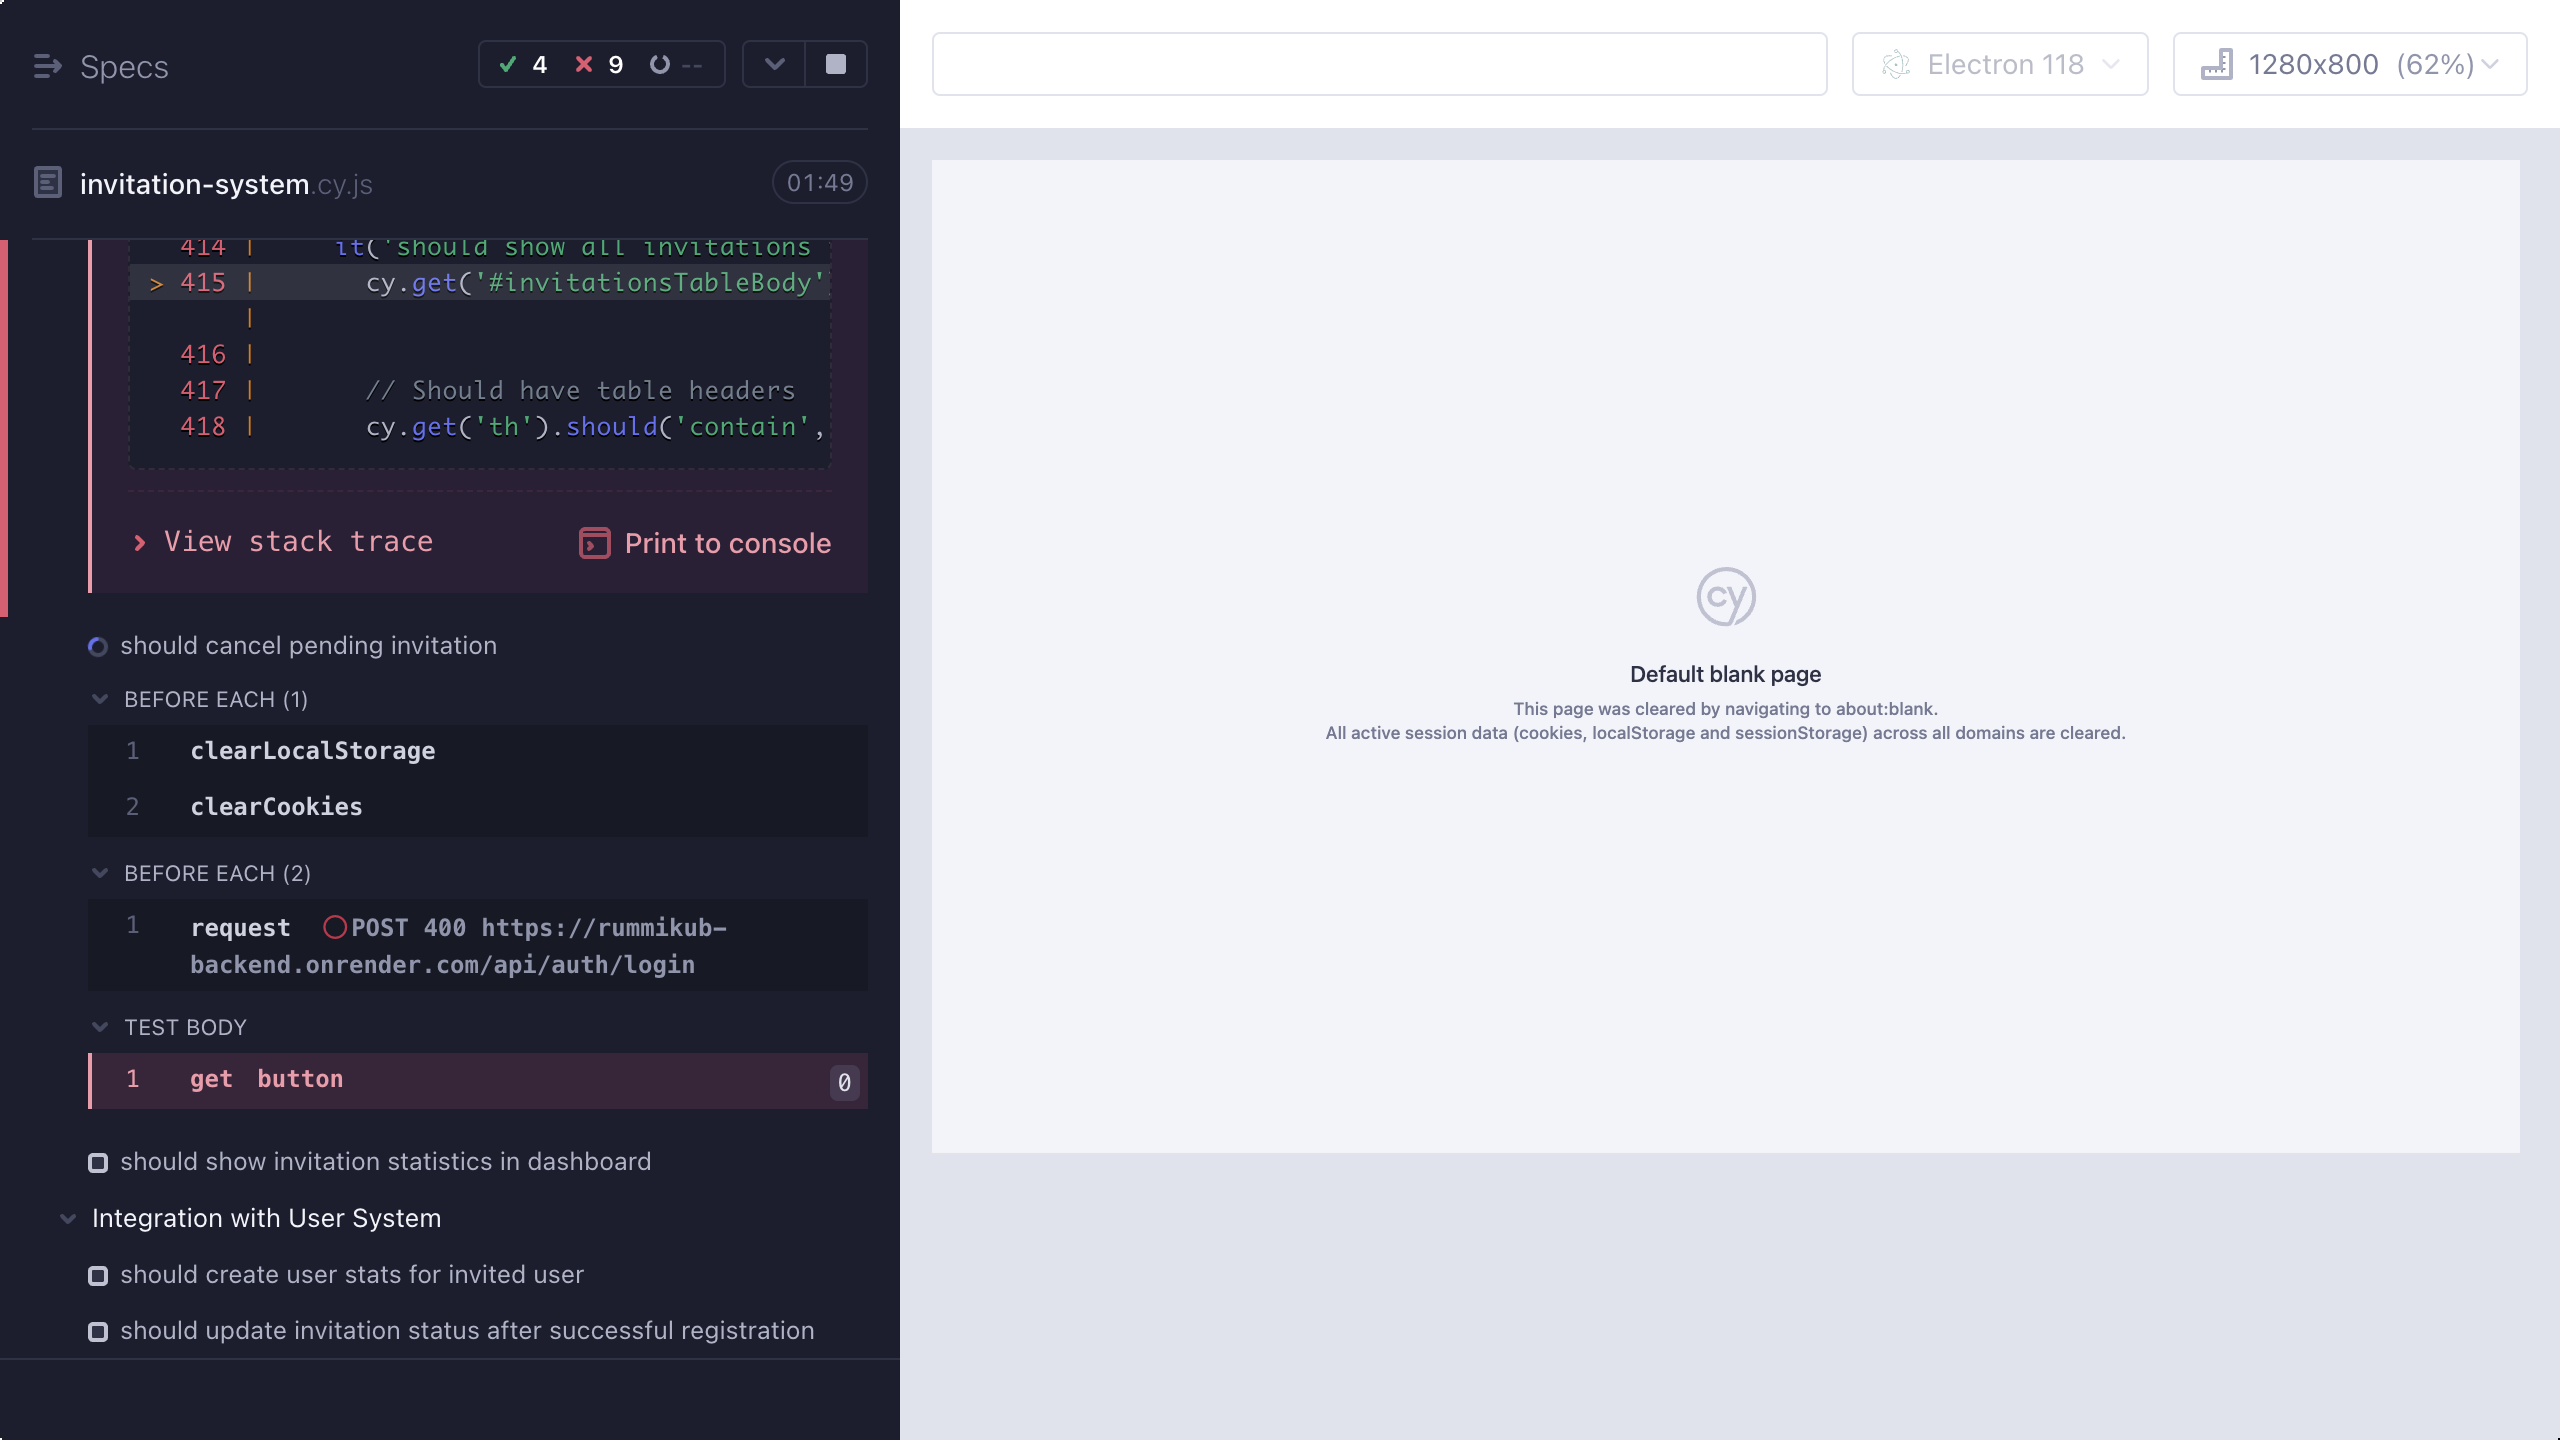 Specs
4 9 --
invitation-system.cy.js
01:49
414 | it('should show all invitations
> 415 | cy.get('#invitationsTableBody'
|
416 |
417 | // Should have table headers
418 | cy.get('th').should('contain',
View stack trace
Print to console
should cancel pending invitation
BEFORE EACH (1)
1 clearLocalStorage
2 clearCookies
BEFORE EACH (2)
1 request POST 400 https://rummikub-
backend.onrender.com/api/auth/login
TEST BODY
1 get button 0
should show invitation statistics in dashboard
Integration with User System
should create user stats for invited user
should update invitation status after successful registration
Electron 118
1280x800 (62%)
cy
Default blank page
This page was cleared by navigating to about:blank.
All active session data (cookies, localStorage and sessionStorage) across all domains are cleared.